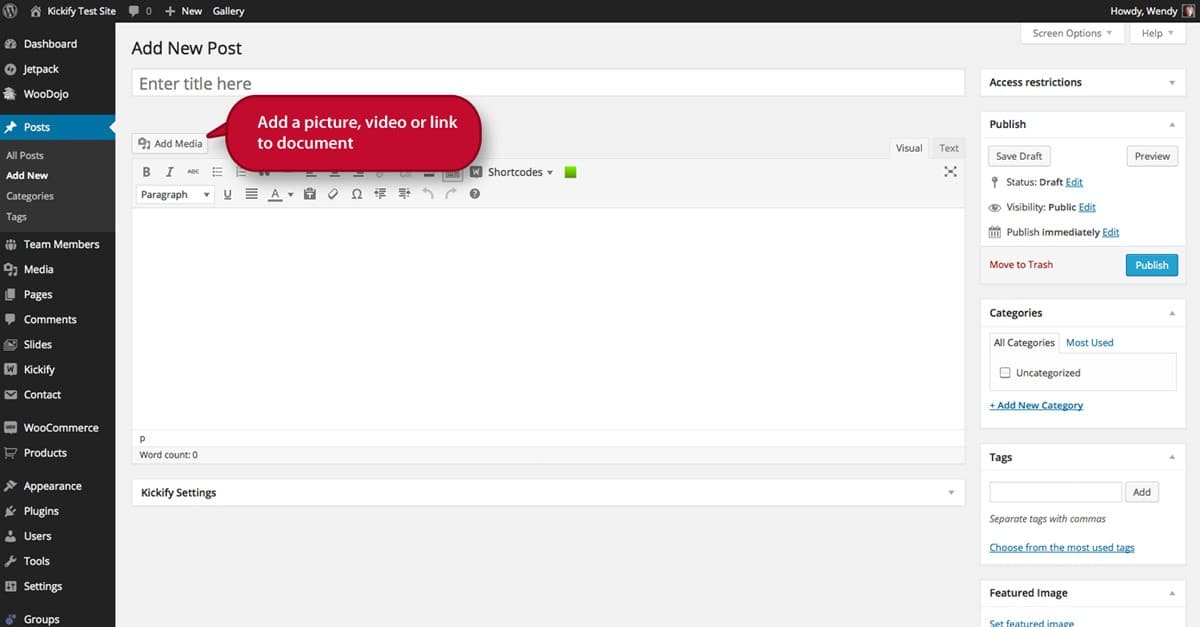 Kickify Test Site 0 + New Gallery
Howdy, Wendy
Dashboard
Jetpack
WooDojo
Posts
All Posts
Add New
Categories
Tags
Team Members
Media
Pages
Comments
Slides
Kickify
Contact
WooCommerce
Products
Appearance
Plugins
Users
Tools
Settings
Groups
Screen Options Help
Add New Post
Enter title here
Add a picture, video or link
to document
Add Media
Visual Text
B I ABC Shortcodes
Paragraph U A Ω
p
Word count: 0
Kickify Settings
Access restrictions
Publish
Save Draft Preview
Status: Draft Edit
Visibility: Public Edit
Publish immediately Edit
Move to Trash Publish
Categories
All Categories Most Used
Uncategorized
+ Add New Category
Tags
Add
Separate tags with commas
Choose from the most used tags
Featured Image
Set featured image